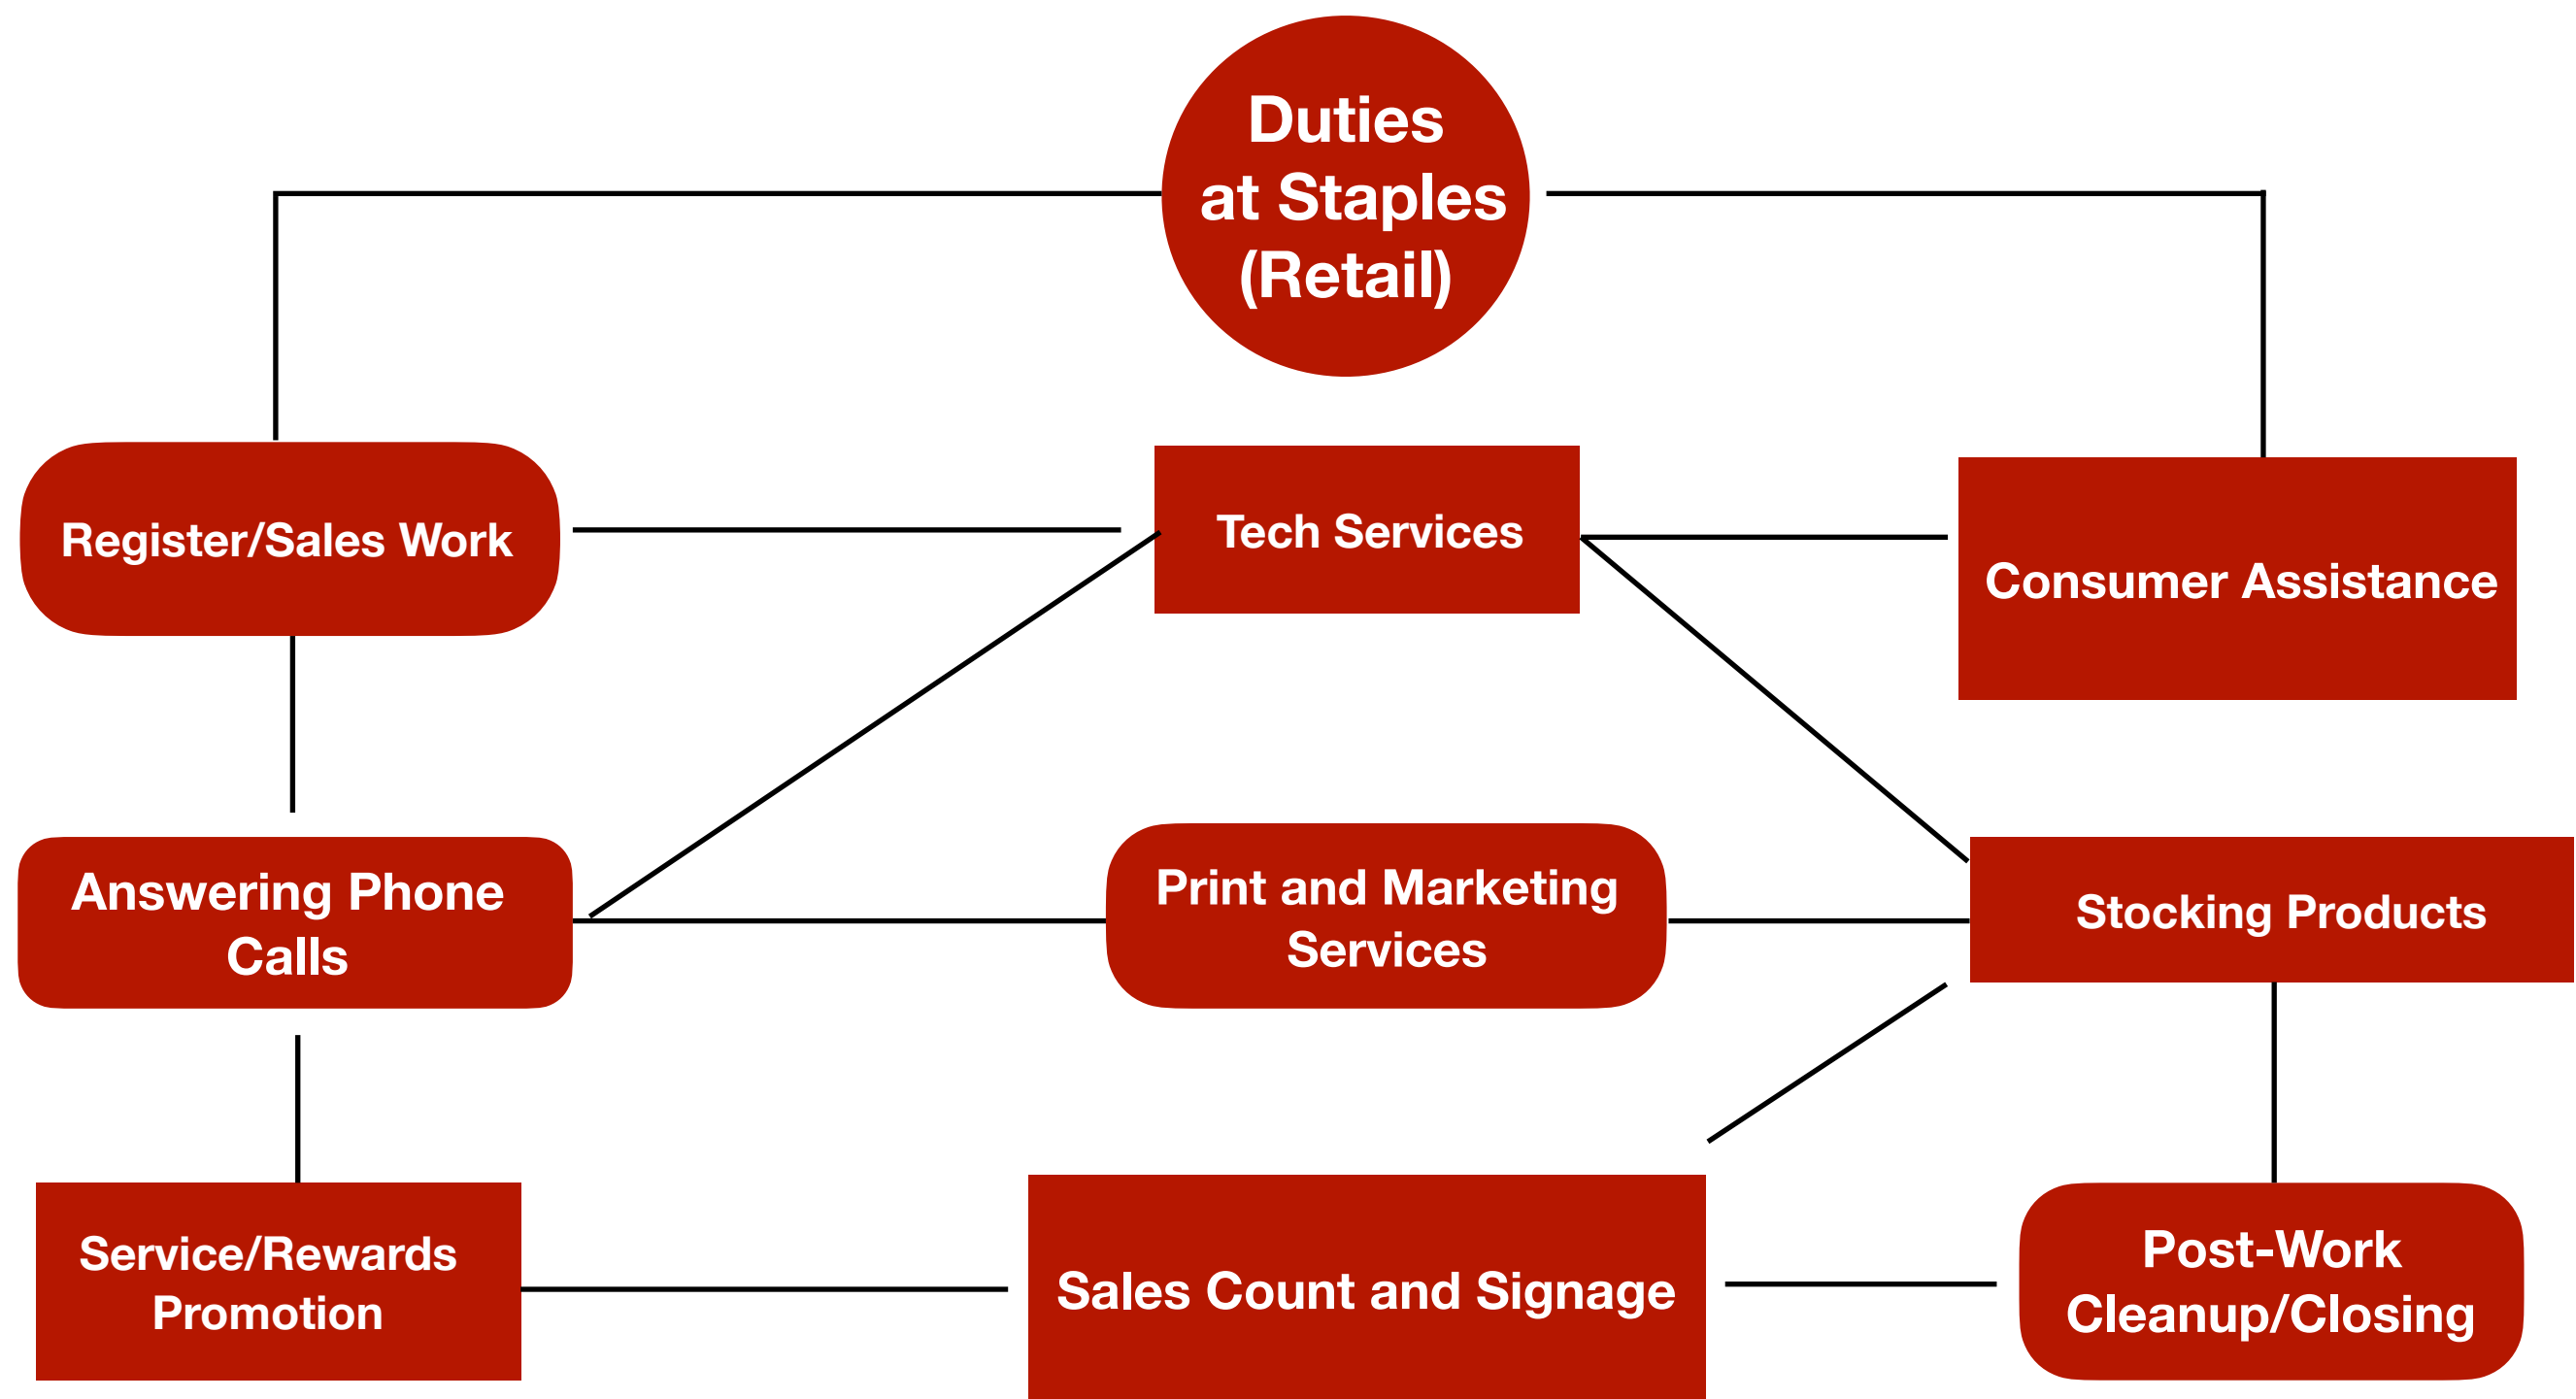 Duties
at Staples
(Retail)
Register/Sales Work
Tech Services
Consumer Assistance
Answering Phone
Calls
Print and Marketing
Services
Stocking Products
Service/Rewards
Promotion
Sales Count and Signage
Post-Work
Cleanup/Closing